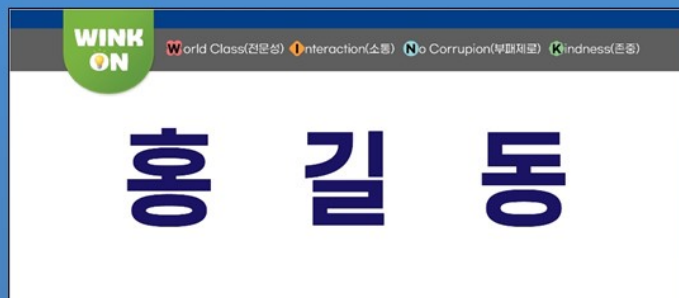 WINK
ON
World Class(전문성) Interaction(소통) No Corrupion(부패제로) Kindness(존중)
홍 길 동